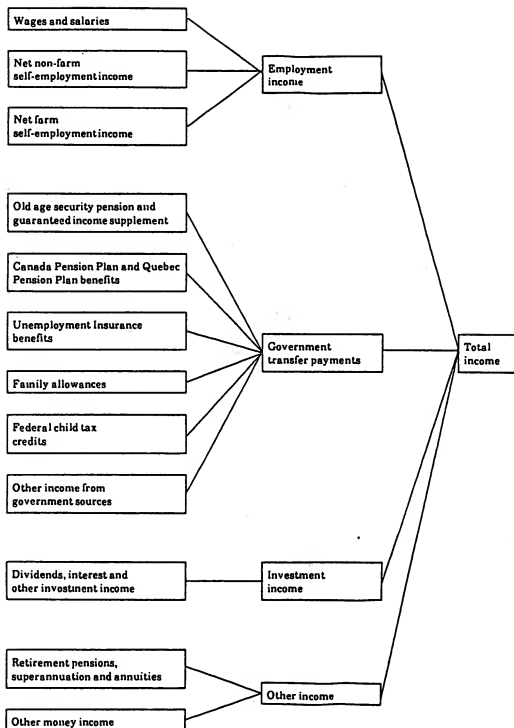 Wages and salaries
Net non-farm
self-employment income
Net farm
self-employment income
Employment
income
Old age security pension and
guaranteed income supplement
Canada Pension Plan and Quebec
Pension Plan benefits
Unemployment Insurance
benefits
Family allowances
Federal child tax
credits
Other income from
government sources
Government
transfer payments
Total
income
Dividends, interest and
other investment income
Investment
income
Retirement pensions,
superannuation and annuities
Other money income
Other income